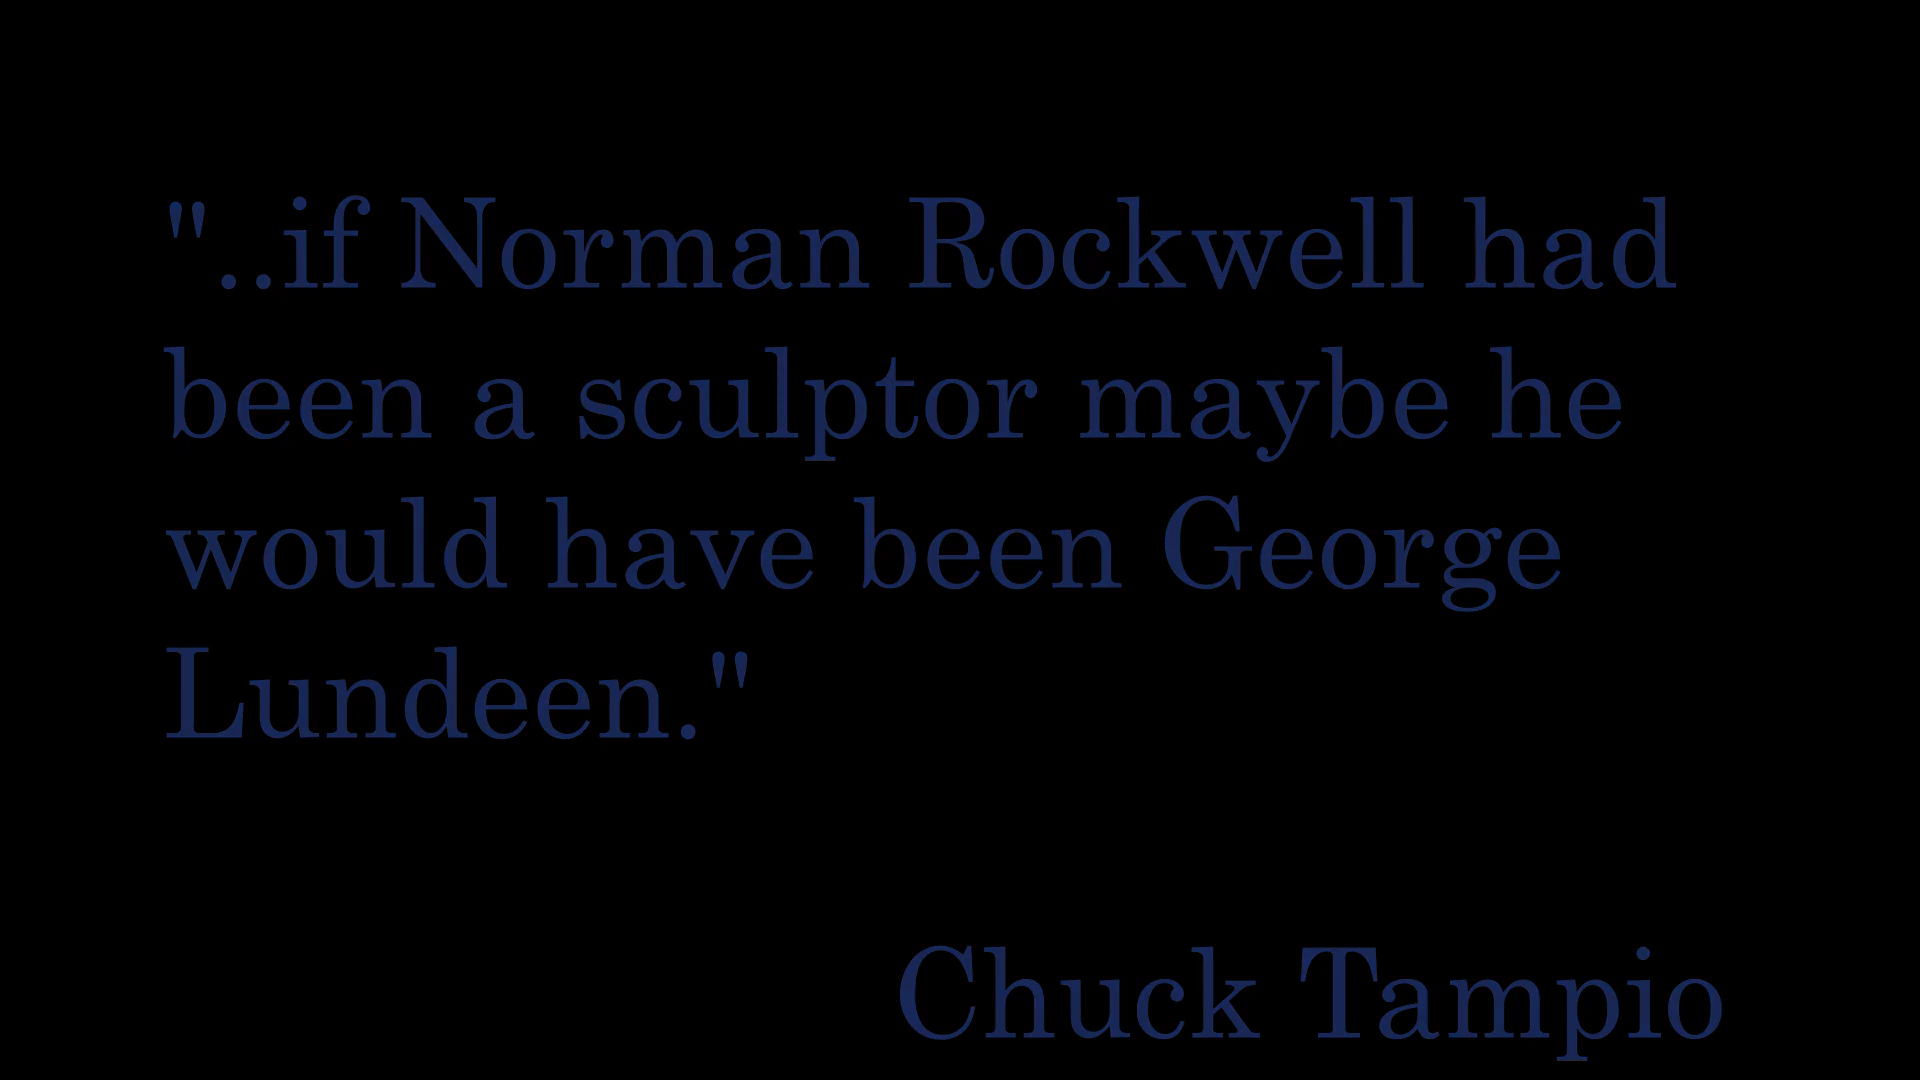 "..if Norman Rockwell had
been a sculptor maybe he
would have been George
Lundeen."
Chuck Tampio